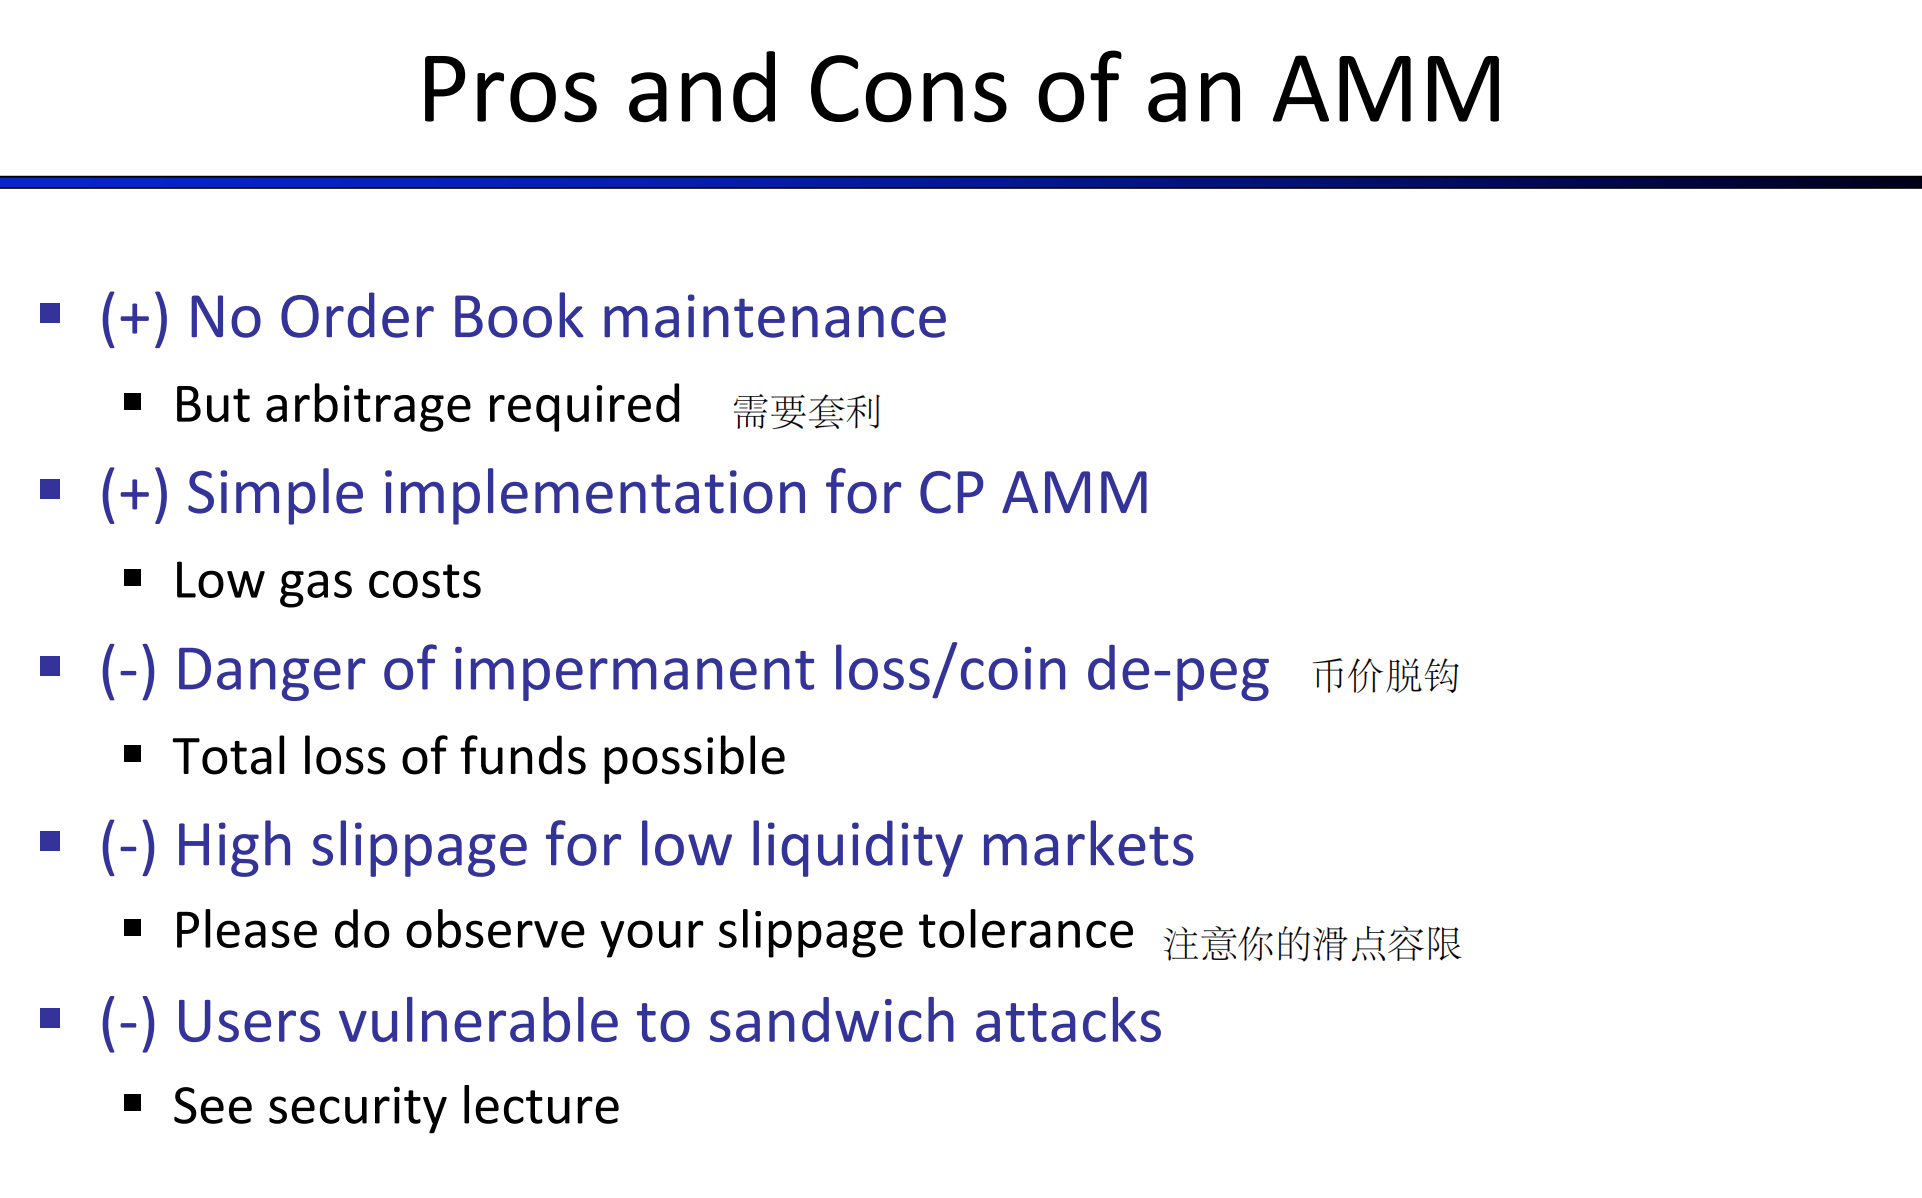 Pros and Cons of an AMM
(+) No Order Book maintenance
But arbitrage required 需要套利
(+) Simple implementation for CP AMM
Low gas costs
(-) Danger of impermanent loss/coin de-peg 币价脱钩
Total loss of funds possible
(-) High slippage for low liquidity markets
Please do observe your slippage tolerance 注意你的滑点容限
(-) Users vulnerable to sandwich attacks
See security lecture